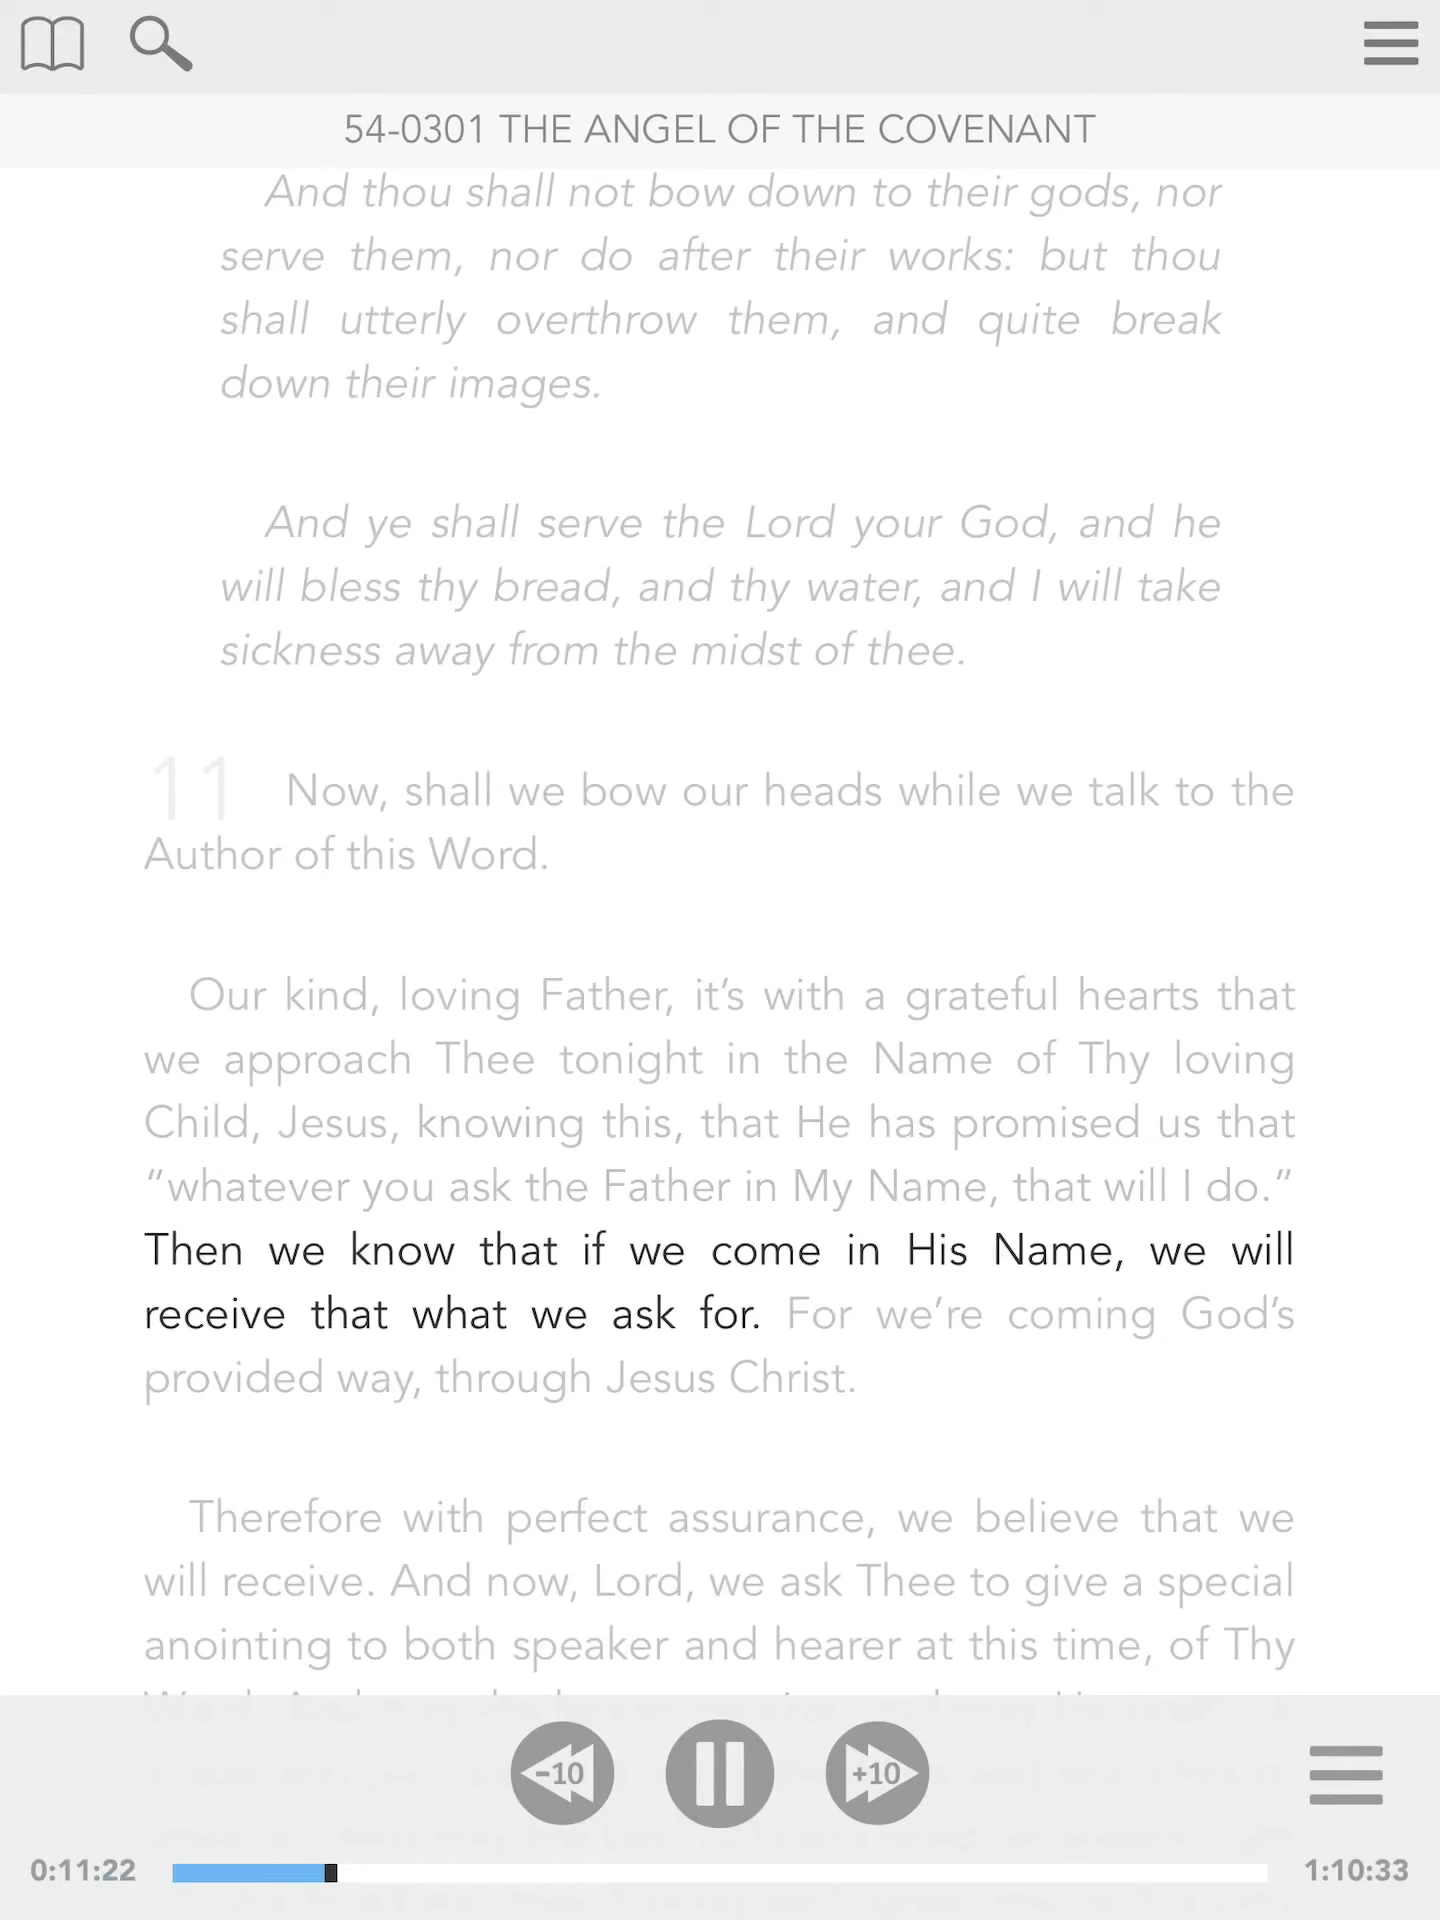 54-0301 THE ANGEL OF THE COVENANT
And thou shall not bow down to their gods, nor
serve them, nor do after their works: but thou
shall utterly overthrow them, and quite break
down their images.
And ye shall serve the Lord your God, and he
will bless thy bread, and thy water, and I will take
sickness away from the midst of thee.
11 Now, shall we bow our heads while we talk to the
Author of this Word.
Our kind, loving Father, it’s with a grateful hearts that
we approach Thee tonight in the Name of Thy loving
Child, Jesus, knowing this, that He has promised us that
“whatever you ask the Father in My Name, that will I do.”
Then we know that if we come in His Name, we will
receive that what we ask for. For we’re coming God’s
provided way, through Jesus Christ.
Therefore with perfect assurance, we believe that we
will receive. And now, Lord, we ask Thee to give a special
anointing to both speaker and hearer at this time, of Thy
-10 +10
0:11:22 1:10:33